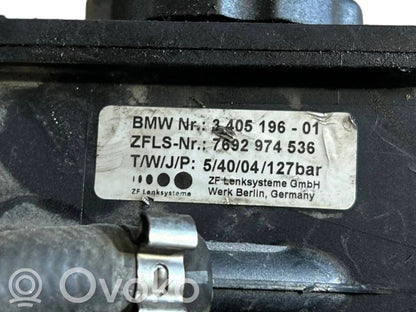 BMW Nr.: 3 405 196 - 01
ZFLS-Nr.: 7692 974 536
T/W/J/P: 5/40/04/127bar
ZF Lenksysteme GmbH
ZF Lenksysteme Werk Berlin, Germany
OVOKO